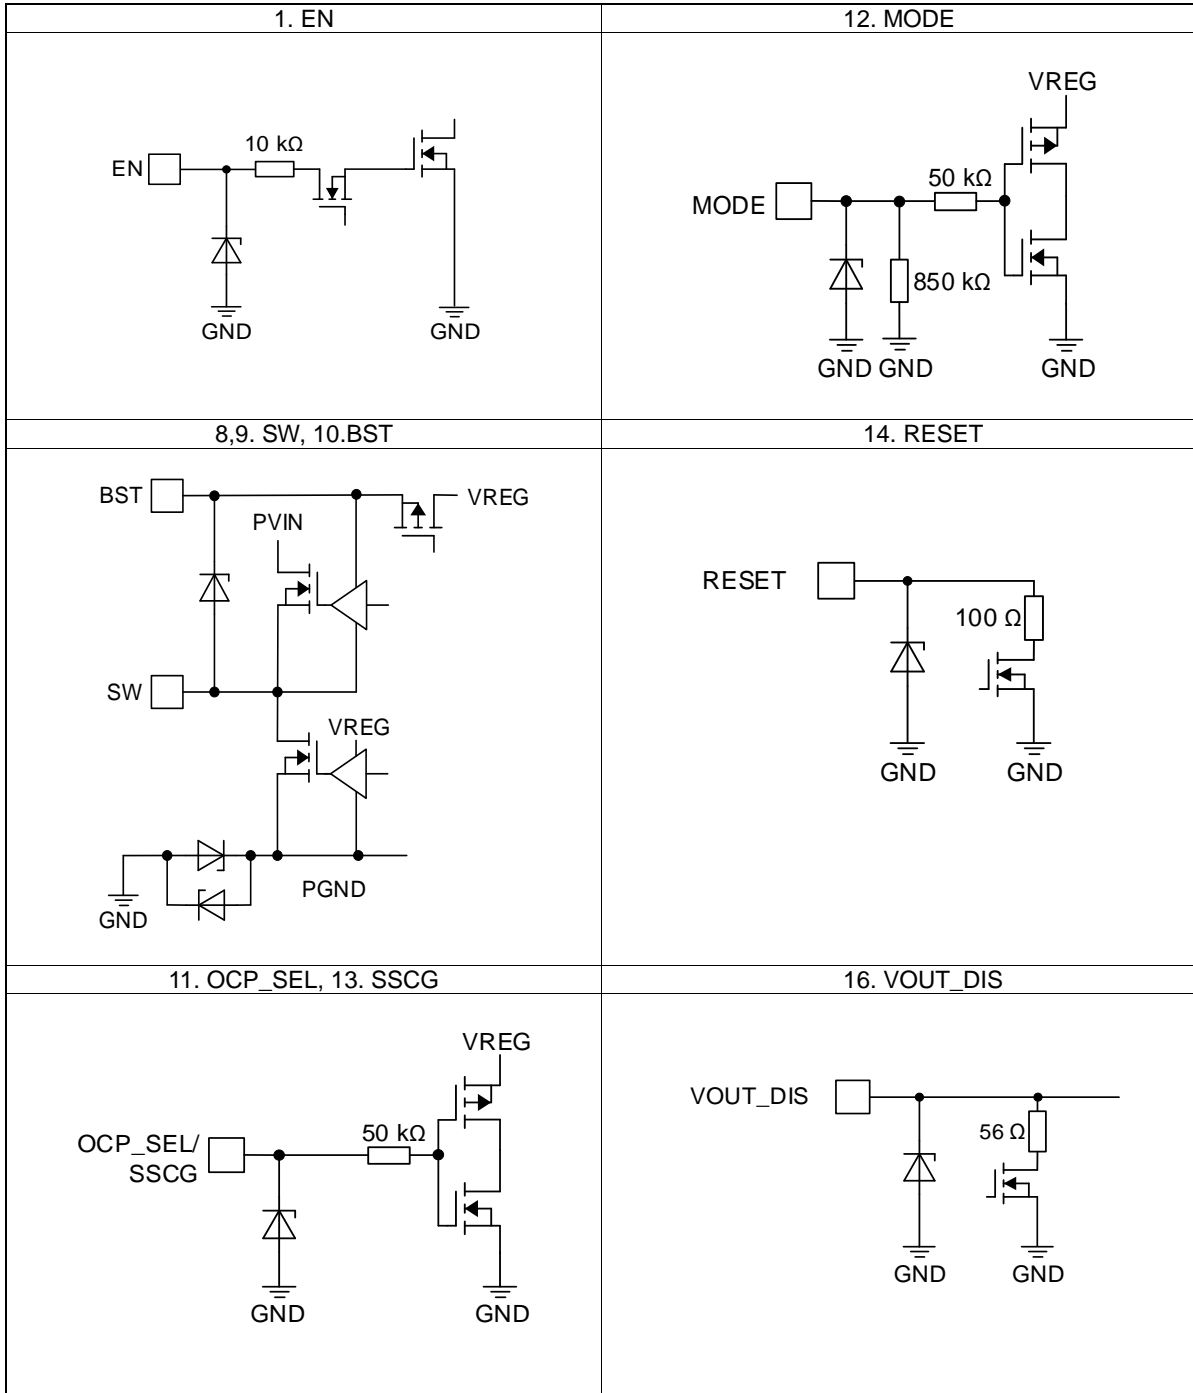 1. EN
12. MODE
EN
10 kΩ
GND
GND
VREG
MODE
50 kΩ
850 kΩ
GND
GND
GND
8,9. SW, 10.BST
14. RESET
BST
VREG
PVIN
SW
VREG
PGND
GND
RESET
100 Ω
GND
GND
11. OCP_SEL, 13. SSCG
16. VOUT_DIS
VREG
OCP_SEL/
SSCG
50 kΩ
GND
GND
VOUT_DIS
56 Ω
GND
GND